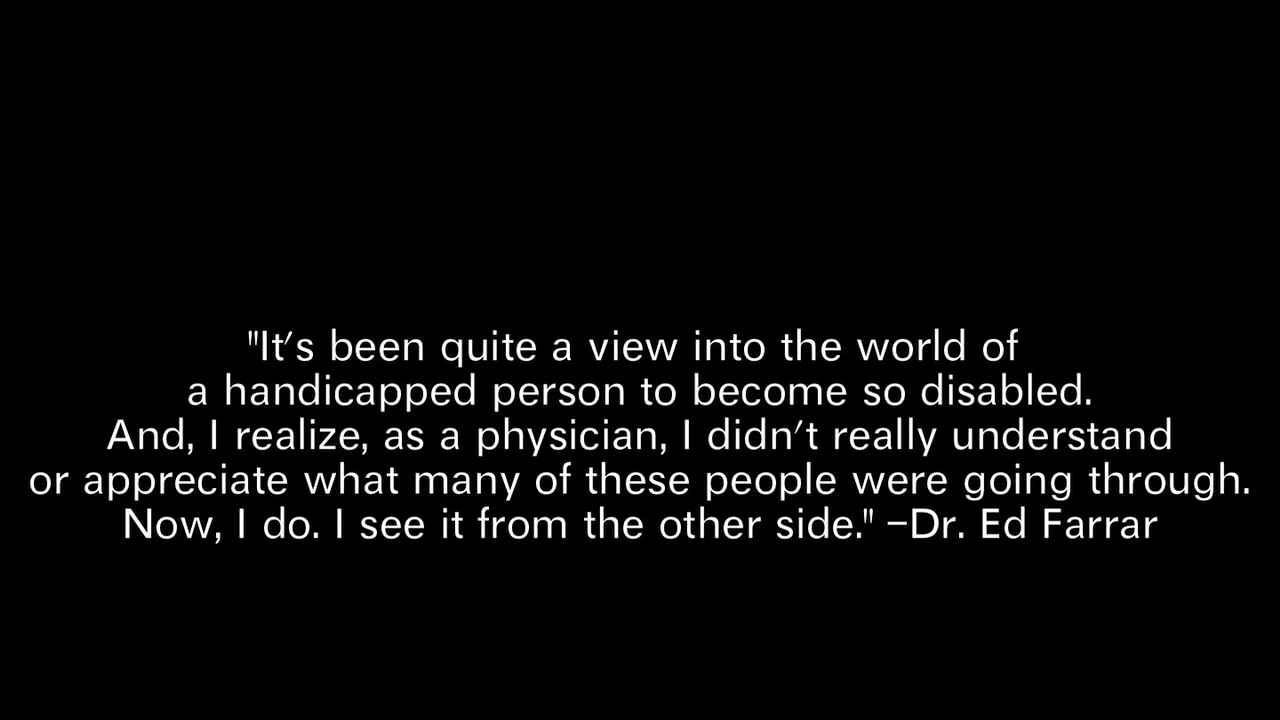 "It's been quite a view into the world of
a handicapped person to become so disabled.
And, I realize, as a physician, I didn't really understand
or appreciate what many of these people were going through.
Now, I do. I see it from the other side." –Dr. Ed Farrar